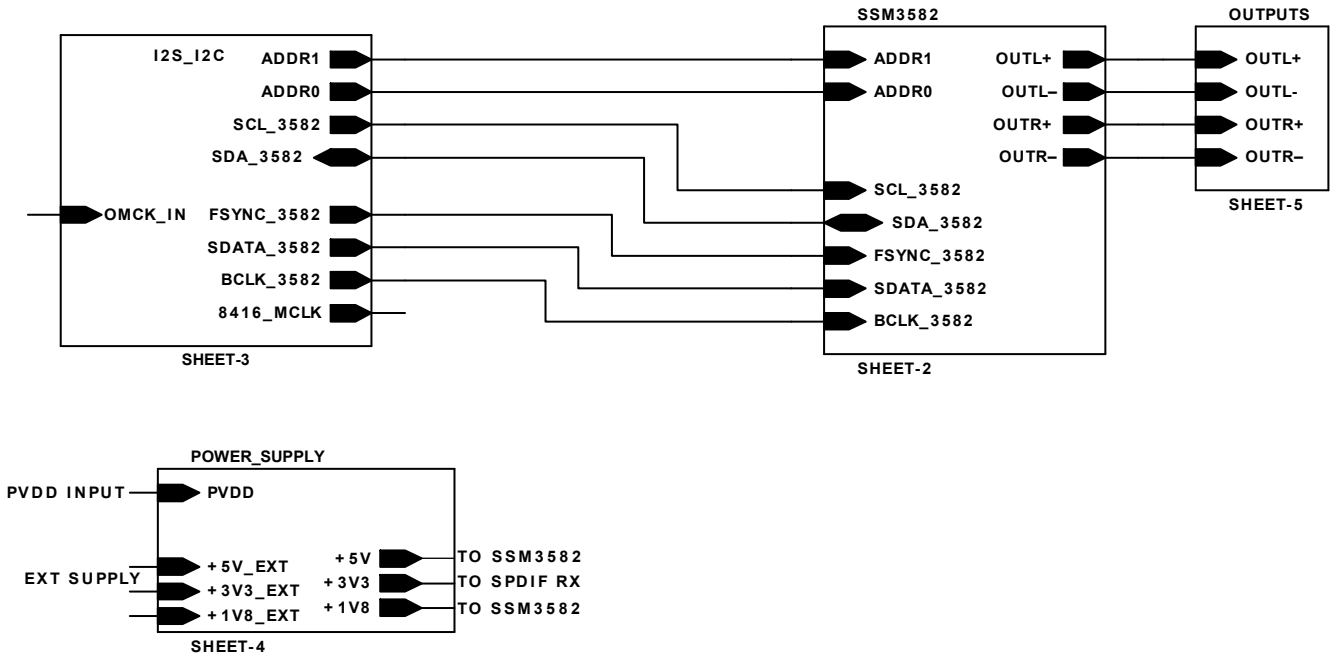 SSM3582
OUTPUTS
I2S_I2C
ADDR1
ADDR0
SCL_3582
SDA_3582
OMCK_IN
FSYNC_3582
SDATA_3582
BCLK_3582
8416_MCLK
SHEET-3
ADDR1
ADDR0
SCL_3582
SDA_3582
FSYNC_3582
SDATA_3582
BCLK_3582
OUTL+
OUTL–
OUTR+
OUTR–
SHEET-2
OUTL+
OUTL-
OUTR+
OUTR–
SHEET-5
POWER_SUPPLY
PVDD INPUT
PVDD
EXT SUPPLY
+5V_EXT
+3V3_EXT
+1V8_EXT
+5V
+3V3
+1V8
TO SSM3582
TO SPDIF RX
TO SSM3582
SHEET-4